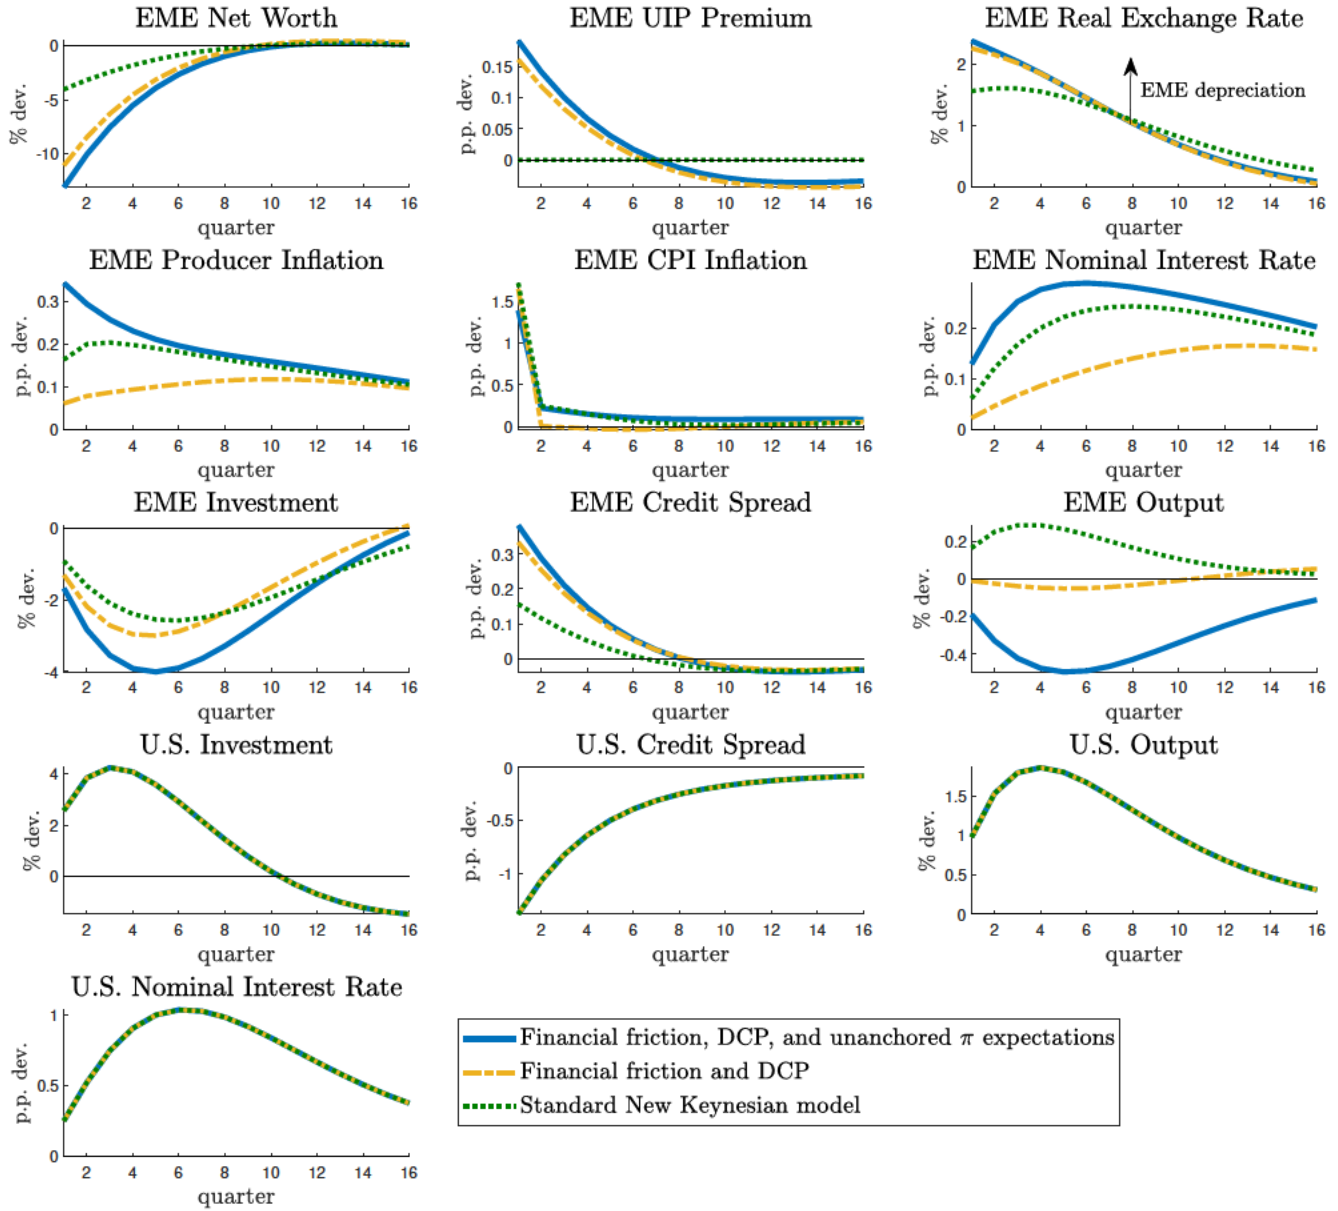 EME Net Worth
0
-5
-10
% dev.
2 4 6 8 10 12 14 16
quarter
EME UIP Premium
0.15
0.1
0.05
0
p.p. dev.
2 4 6 8 10 12 14 16
quarter
EME Real Exchange Rate
2
1
0
% dev.
EME depreciation
2 4 6 8 10 12 14 16
quarter
EME Producer Inflation
0.3
0.2
0.1
0
p.p. dev.
2 4 6 8 10 12 14 16
quarter
EME CPI Inflation
1.5
1
0.5
0
p.p. dev.
2 4 6 8 10 12 14 16
quarter
EME Nominal Interest Rate
0.2
0.1
0
p.p. dev.
2 4 6 8 10 12 14 16
quarter
EME Investment
0
-2
-4
% dev.
2 4 6 8 10 12 14 16
quarter
EME Credit Spread
0.3
0.2
0.1
0
p.p. dev.
2 4 6 8 10 12 14 16
quarter
EME Output
0.2
0
-0.2
-0.4
% dev.
2 4 6 8 10 12 14 16
quarter
U.S. Investment
4
2
0
% dev.
2 4 6 8 10 12 14 16
quarter
U.S. Credit Spread
0
-0.5
-1
p.p. dev.
2 4 6 8 10 12 14 16
quarter
U.S. Output
1.5
1
0.5
0
% dev.
2 4 6 8 10 12 14 16
quarter
U.S. Nominal Interest Rate
1
0.5
0
p.p. dev.
2 4 6 8 10 12 14 16
quarter
Financial friction, DCP, and unanchored π expectations
Financial friction and DCP
Standard New Keynesian model